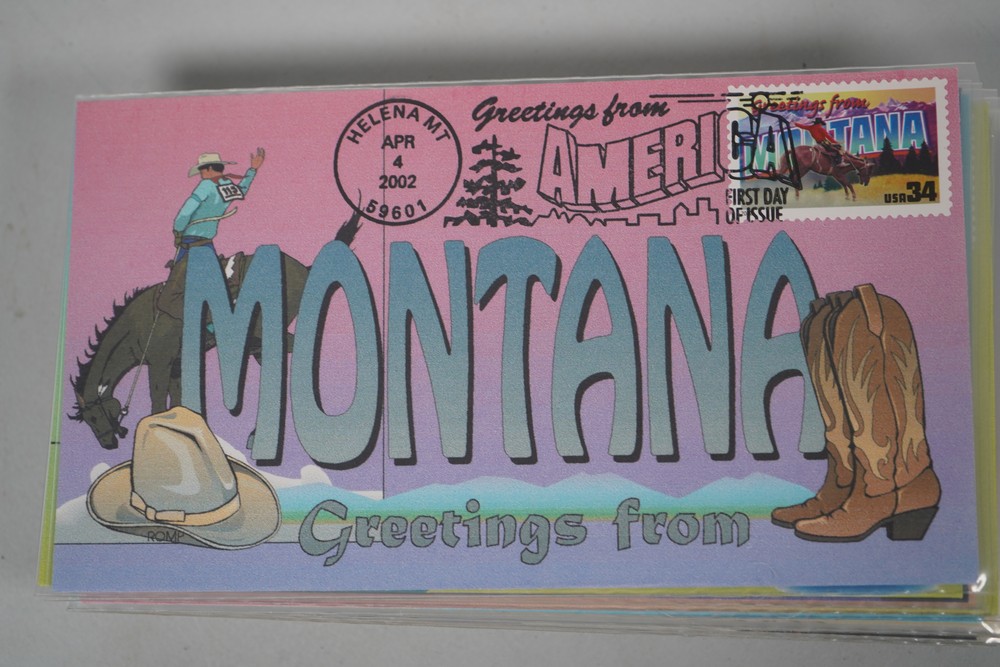 HELENA MT
APR
4
2002
59601
Greetings from
AMERICA
FIRST DAY
OF ISSUE
Greetings from
MONTANA
USA 34
MONTANA
Greetings from
ROMP